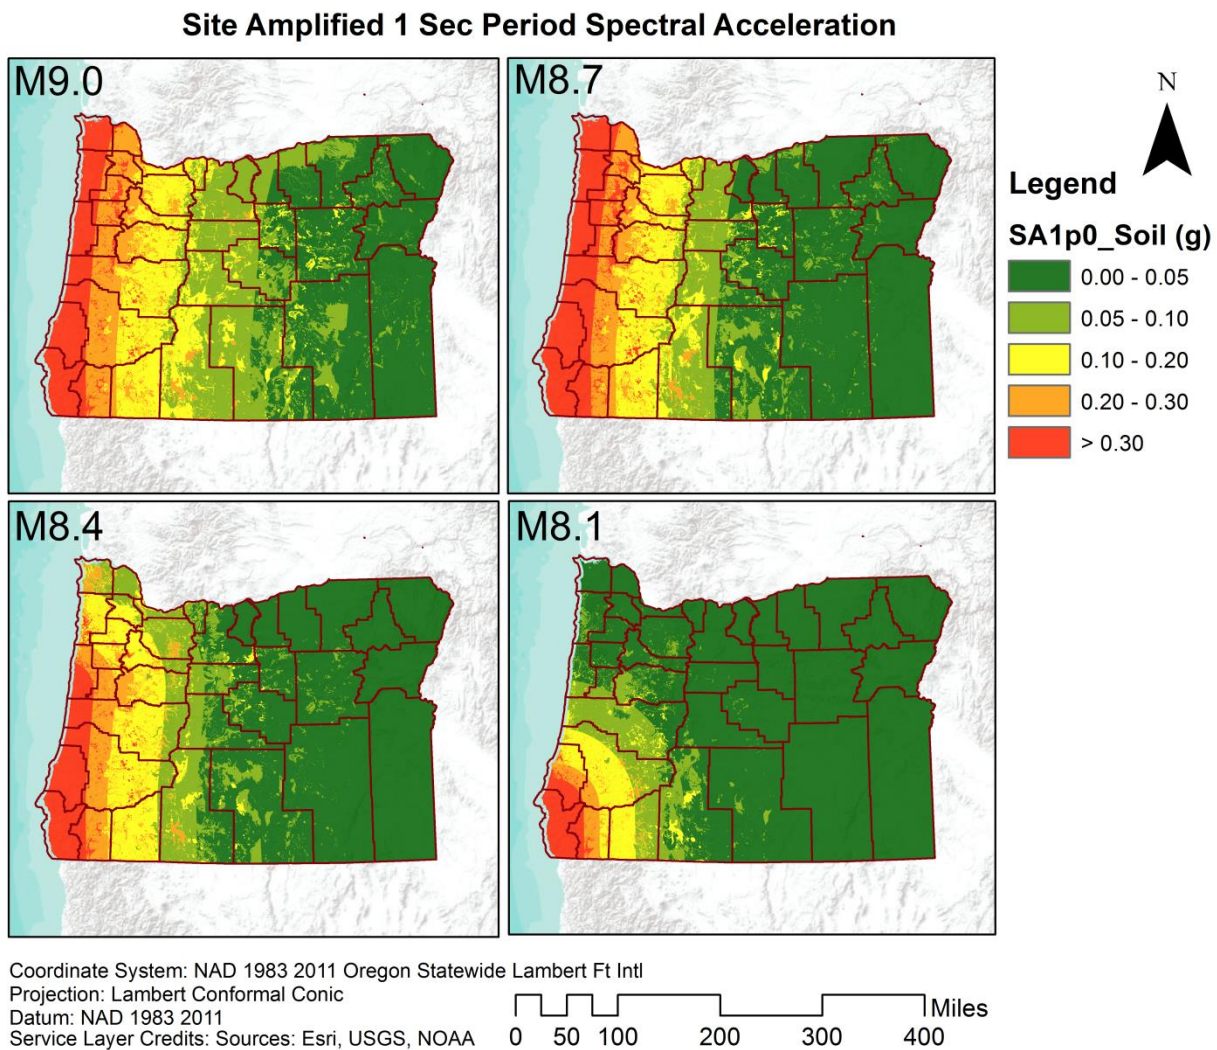 Site Amplified 1 Sec Period Spectral Acceleration
M9.0
M8.7
N
Legend
SA1p0_Soil (g)
0.00 - 0.05
0.05 - 0.10
0.10 - 0.20
0.20 - 0.30
> 0.30
M8.4
M8.1
Coordinate System: NAD 1983 2011 Oregon Statewide Lambert Ft Intl
Projection: Lambert Conformal Conic
Datum: NAD 1983 2011
Service Layer Credits: Sources: Esri, USGS, NOAA
Miles
0 50 100 200 300 400